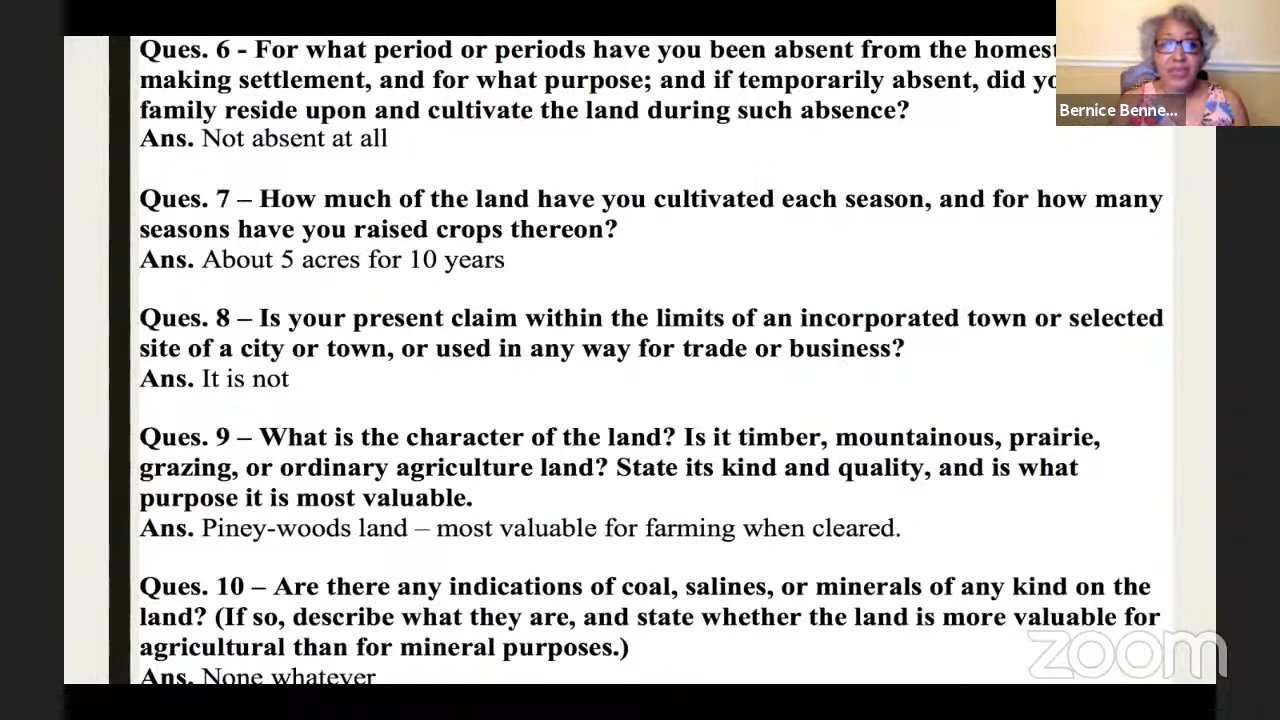 Ques. 6 - For what period or periods have you been absent from the
making settlement, and for what purpose; and if temporarily absent, did
family reside upon and cultivate the land during such absence?
Ans. Not absent at all
Bernice Benne...
Ques. 7 – How much of the land have you cultivated each season, and for how many
seasons have you raised crops thereon?
Ans. About 5 acres for 10 years
Ques. 8 – Is your present claim within the limits of an incorporated town or selected
site of a city or town, or used in any way for trade or business?
Ans. It is not
Ques. 9 – What is the character of the land? Is it timber, mountainous, prairie,
grazing, or ordinary agriculture land? State its kind and quality, and is what
purpose it is most valuable.
Ans. Piney-woods land – most valuable for farming when cleared.
Ques. 10 – Are there any indications of coal, salines, or minerals of any kind on the
land? (If so, describe what they are, and state whether the land is more valuable for
agricultural than for mineral purposes.)
Ans. None whatever
zoom